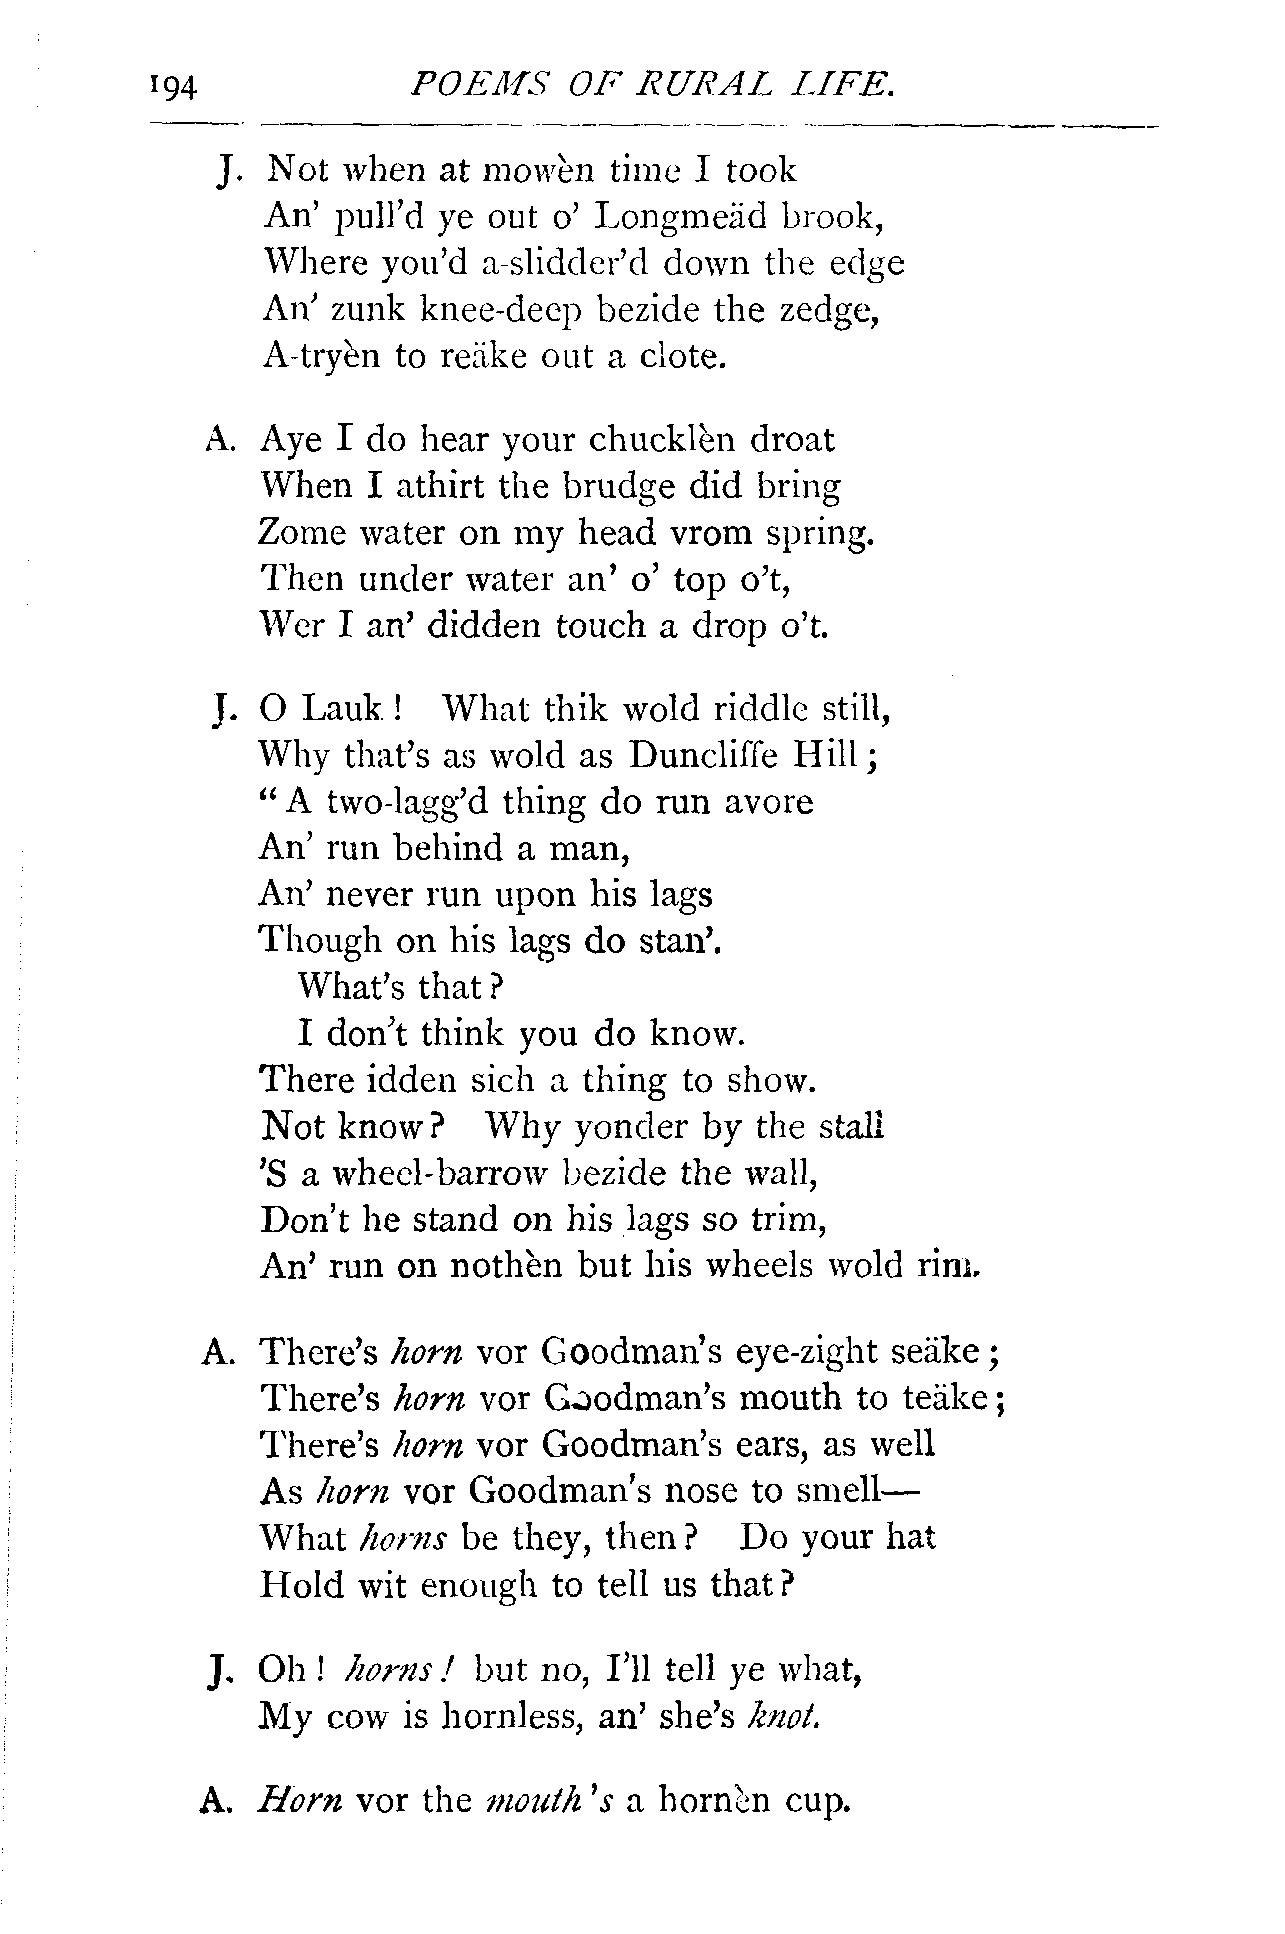 194 POEMS OF RURAL LIFE.
J. Not when at mowèn time I took
An' pull'd ye out o' Longmeäd brook,
Where you'd a-slidder'd down the edge
An' zunk knee-deep bezide the zedge,
A-tryèn to reäke out a clote.
A. Aye I do hear your chucklèn droat
When I athirt the brudge did bring
Zome water on my head vrom spring.
Then under water an' o' top o't,
Wer I an' didden touch a drop o't.
J. O Lauk! What thik wold riddle still,
Why that's as wold as Duncliffe Hill;
“A two-lagg'd thing do run avore
An' run behind a man,
An' never run upon his lags
Though on his lags do stan'.
What's that?
I don't think you do know.
There idden sich a thing to show.
Not know? Why yonder by the stall
'S a wheel-barrow bezide the wall,
Don't he stand on his lags so trim,
An' run on nothèn but his wheels wold rim.
A. There's horn vor Goodman's eye-zight seäke;
There's horn vor Goodman's mouth to teäke;
There's horn vor Goodman's ears, as well
As horn vor Goodman's nose to smell—
What horns be they, then? Do your hat
Hold wit enough to tell us that?
J. Oh! horns! but no, I'll tell ye what,
My cow is hornless, an' she's knot.
A. Horn vor the mouth's a hornèn cup.